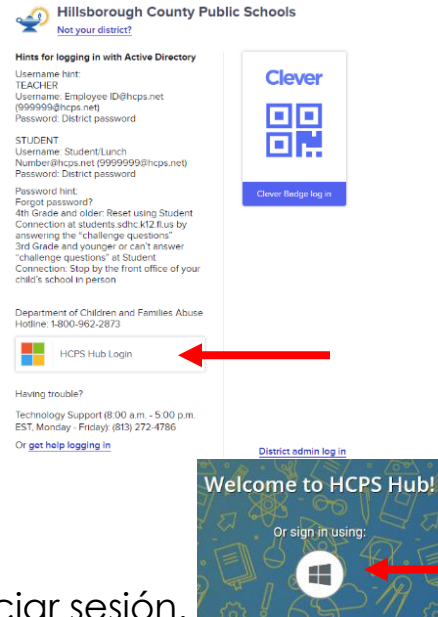 Hillsborough County Public Schools
Not your district?
Hints for logging in with Active Directory
Username hint:
TEACHER
Username: Employee ID@hcps.net
(999999@hcps.net)
Password: District password
STUDENT
Username: Student/Lunch
Number@hcps.net (9999999@hcps.net)
Password: District password
Password hint:
Forgot password?
4th Grade and older: Reset using Student
Connection at students.sdhc.k12.fl.us by
answering the “challenge questions”
3rd Grade and younger or can’t answer
“challenge questions” at Student
Connection: Stop by the front office of your
child’s school in person
Department of Children and Families Abuse
Hotline: 1-800-962-2873
HCPS Hub Login
Having trouble?
Technology Support (8:00 a.m. - 5:00 p.m.
EST, Monday - Friday): (813) 272-4786
Or get help logging in
Clever
Clever Badge log in
District admin log in
Welcome to HCPS Hub!
Or sign in using:
ciar sesión.